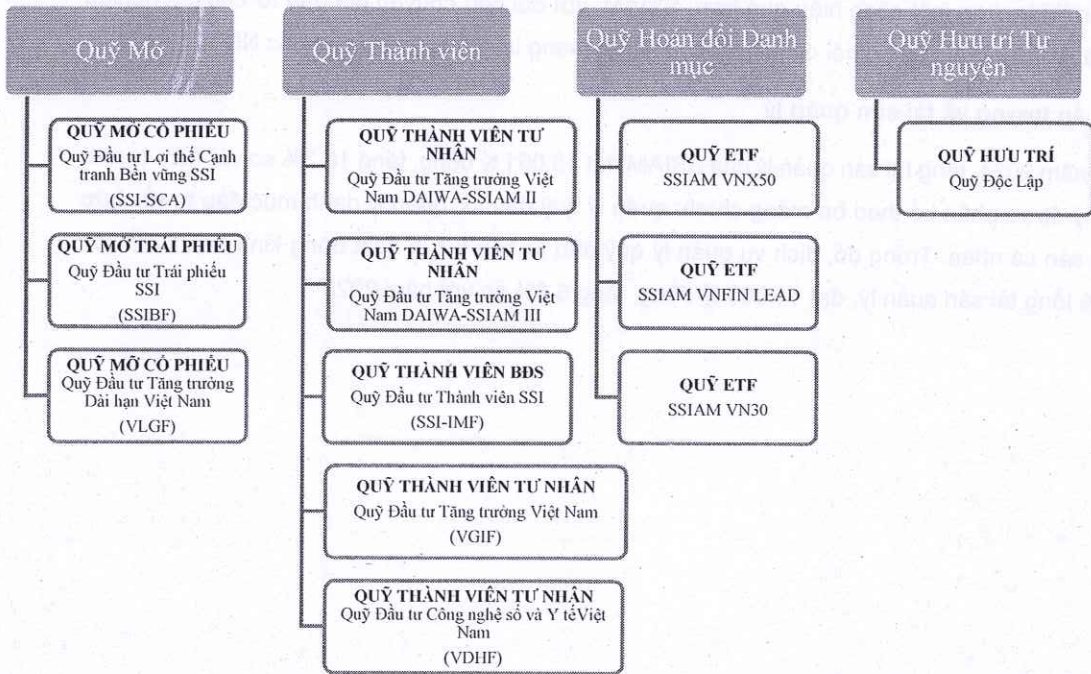 Quỹ Mở
QUỸ MỞ CỔ PHIẾU
Quỹ Đầu tư Lợi thế Cạnh
tranh Bền vững SSI
(SSI-SCA)
QUỸ MỞ TRÁI PHIẾU
Quỹ Đầu tư Trái phiếu
SSI
(SSIBF)
QUỸ MỞ CỔ PHIẾU
Quỹ Đầu tư Tăng trưởng
Dài hạn Việt Nam
(VLGF)
Quỹ Thành viên
QUỸ THÀNH VIÊN TƯ
NHÂN
Quỹ Đầu tư Tăng trưởng Việt
Nam DAIWA-SSIAM II
QUỸ THÀNH VIÊN TƯ
NHÂN
Quỹ Đầu tư Tăng trưởng Việt
Nam DAIWA-SSIAM III
QUỸ THÀNH VIÊN BĐS
Quỹ Đầu tư Thành viên SSI
(SSI-IMF)
QUỸ THÀNH VIÊN TƯ NHÂN
Quỹ Đầu tư Tăng trưởng Việt Nam
(VGIF)
QUỸ THÀNH VIÊN TƯ NHÂN
Quỹ Đầu tư Công nghệ số và Y tếViệt
Nam
(VDHF)
Quỹ Hoán đổi Danh
mục
QUỸ ETF
SSIAM VNX50
QUỸ ETF
SSIAM VNFINLEAD
QUỸ ETF
SSIAM VN30
Quỹ Hưu trí Tự
nguyện
QUỸ HƯU TRÍ
Quỹ Độc Lập